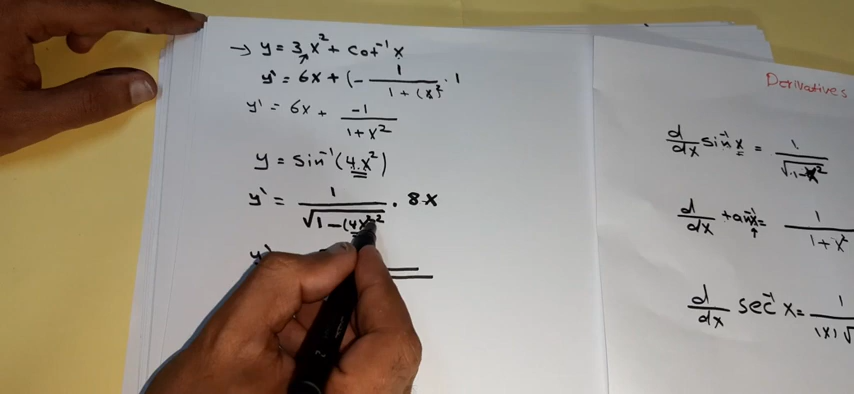 → y = 3x² + cot⁻¹ x
y' = 6x + (- 1/(1 + (x)² · 1
y' = 6x + -1/(1 + x²)
y = sin⁻¹(4x²)
y' = 1/√(1 - (4x²)² · 8x
y'
Derivatives
d/dx sin⁻¹x = 1/√(1-x²)
d/dx tan⁻¹x = 1/(1 + x²)
d/dx sec⁻¹x = 1/|x|√